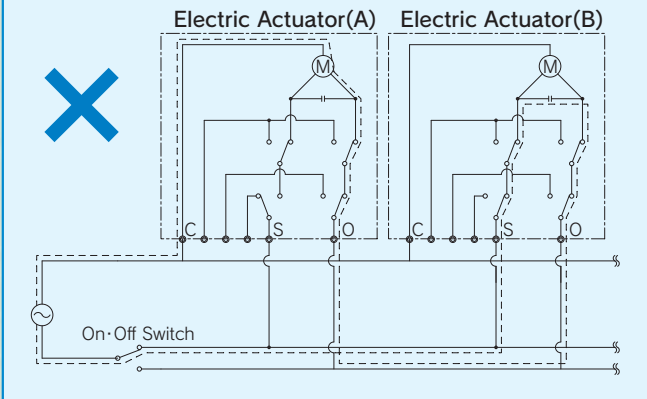 Electric Actuator(A) Electric Actuator(B)
M M
C S O C S O
On·Off Switch